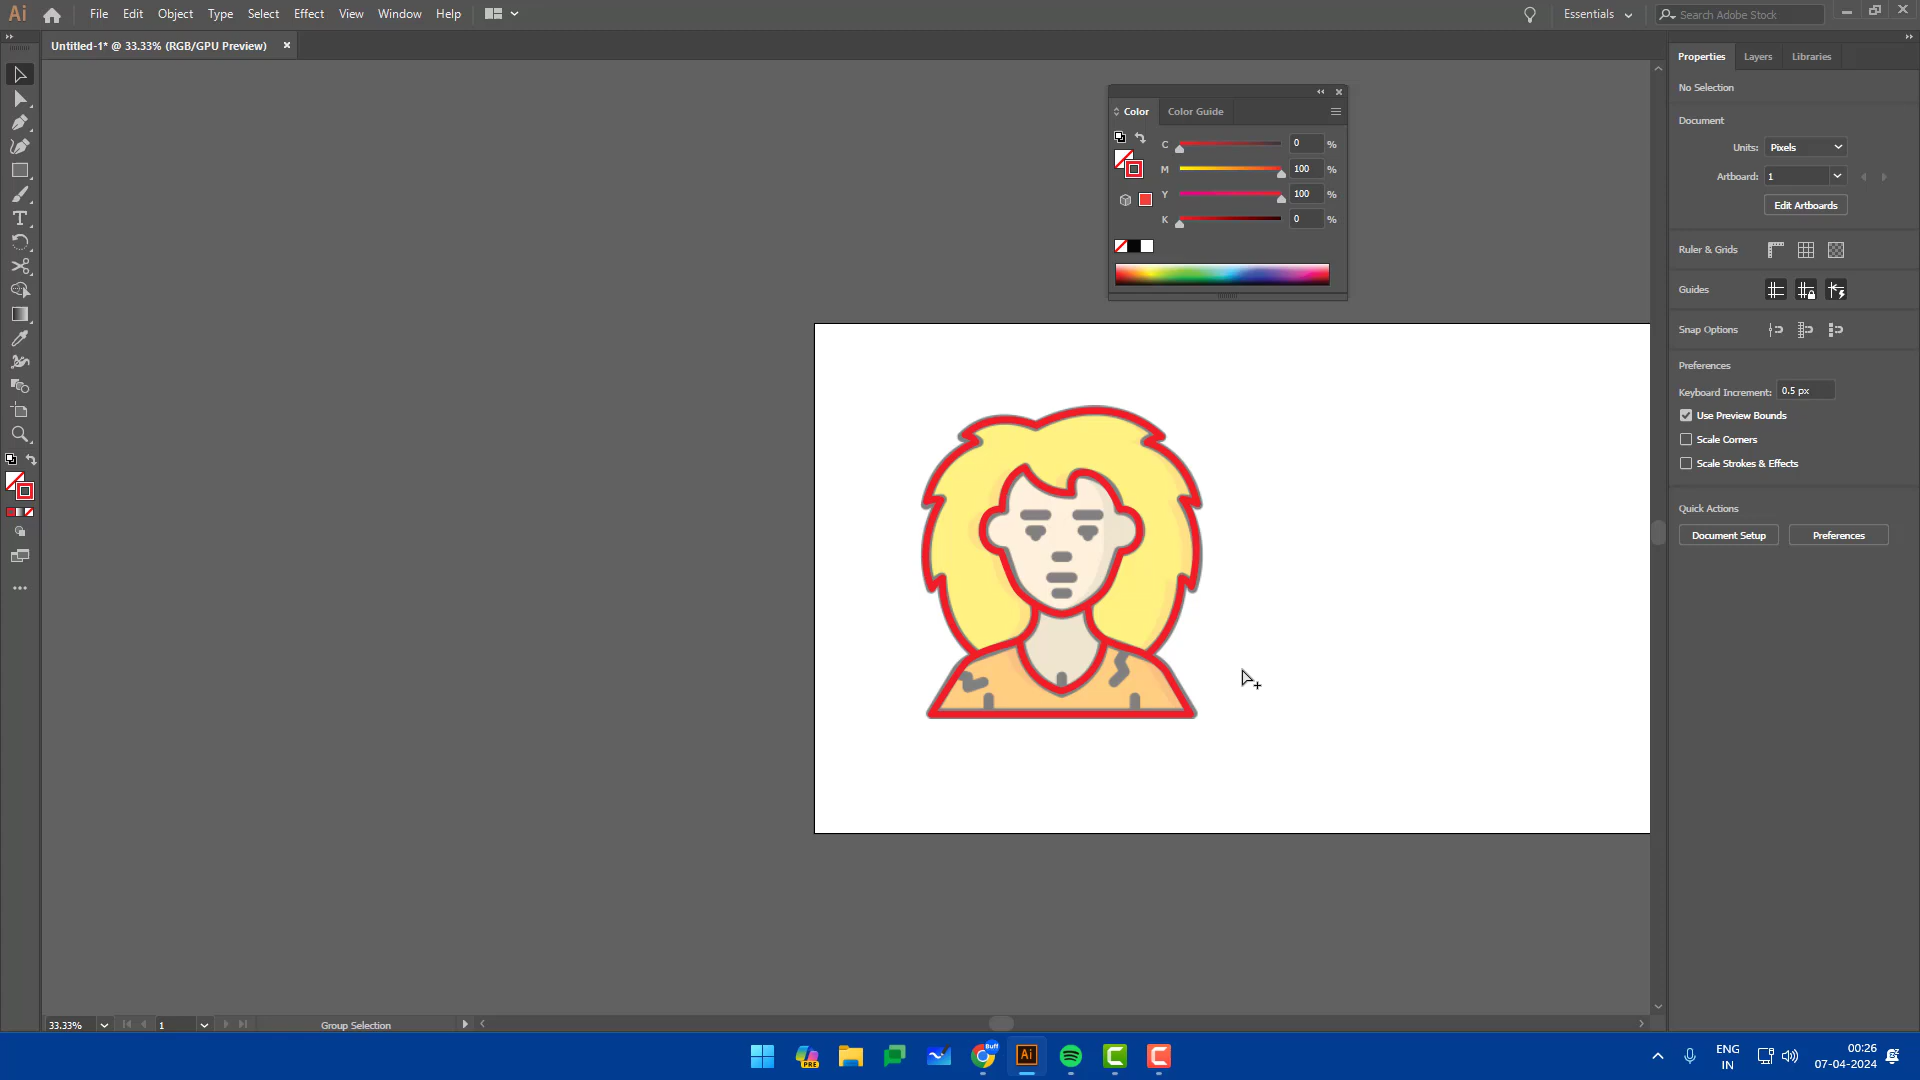 Ai File Edit Object Type Select Effect View Window Help Essentials Search Adobe Stock
Untitled-1* @ 33.33% (RGB/GPU Preview)
Properties Layers Libraries
No Selection
Document
Units: Pixels
Artboard: 1
Edit Artboards
Ruler & Grids
Guides
Snap Options
Preferences
Keyboard Increment: 0.5 px
Use Preview Bounds
Scale Corners
Scale Strokes & Effects
Quick Actions
Document Setup Preferences
Color Color Guide
C 0 %
M 100 %
Y 100 %
K 0 %
T
33.33% 1 Group Selection
PRE Buff Ai
ENG
IN
00:26
07-04-2024